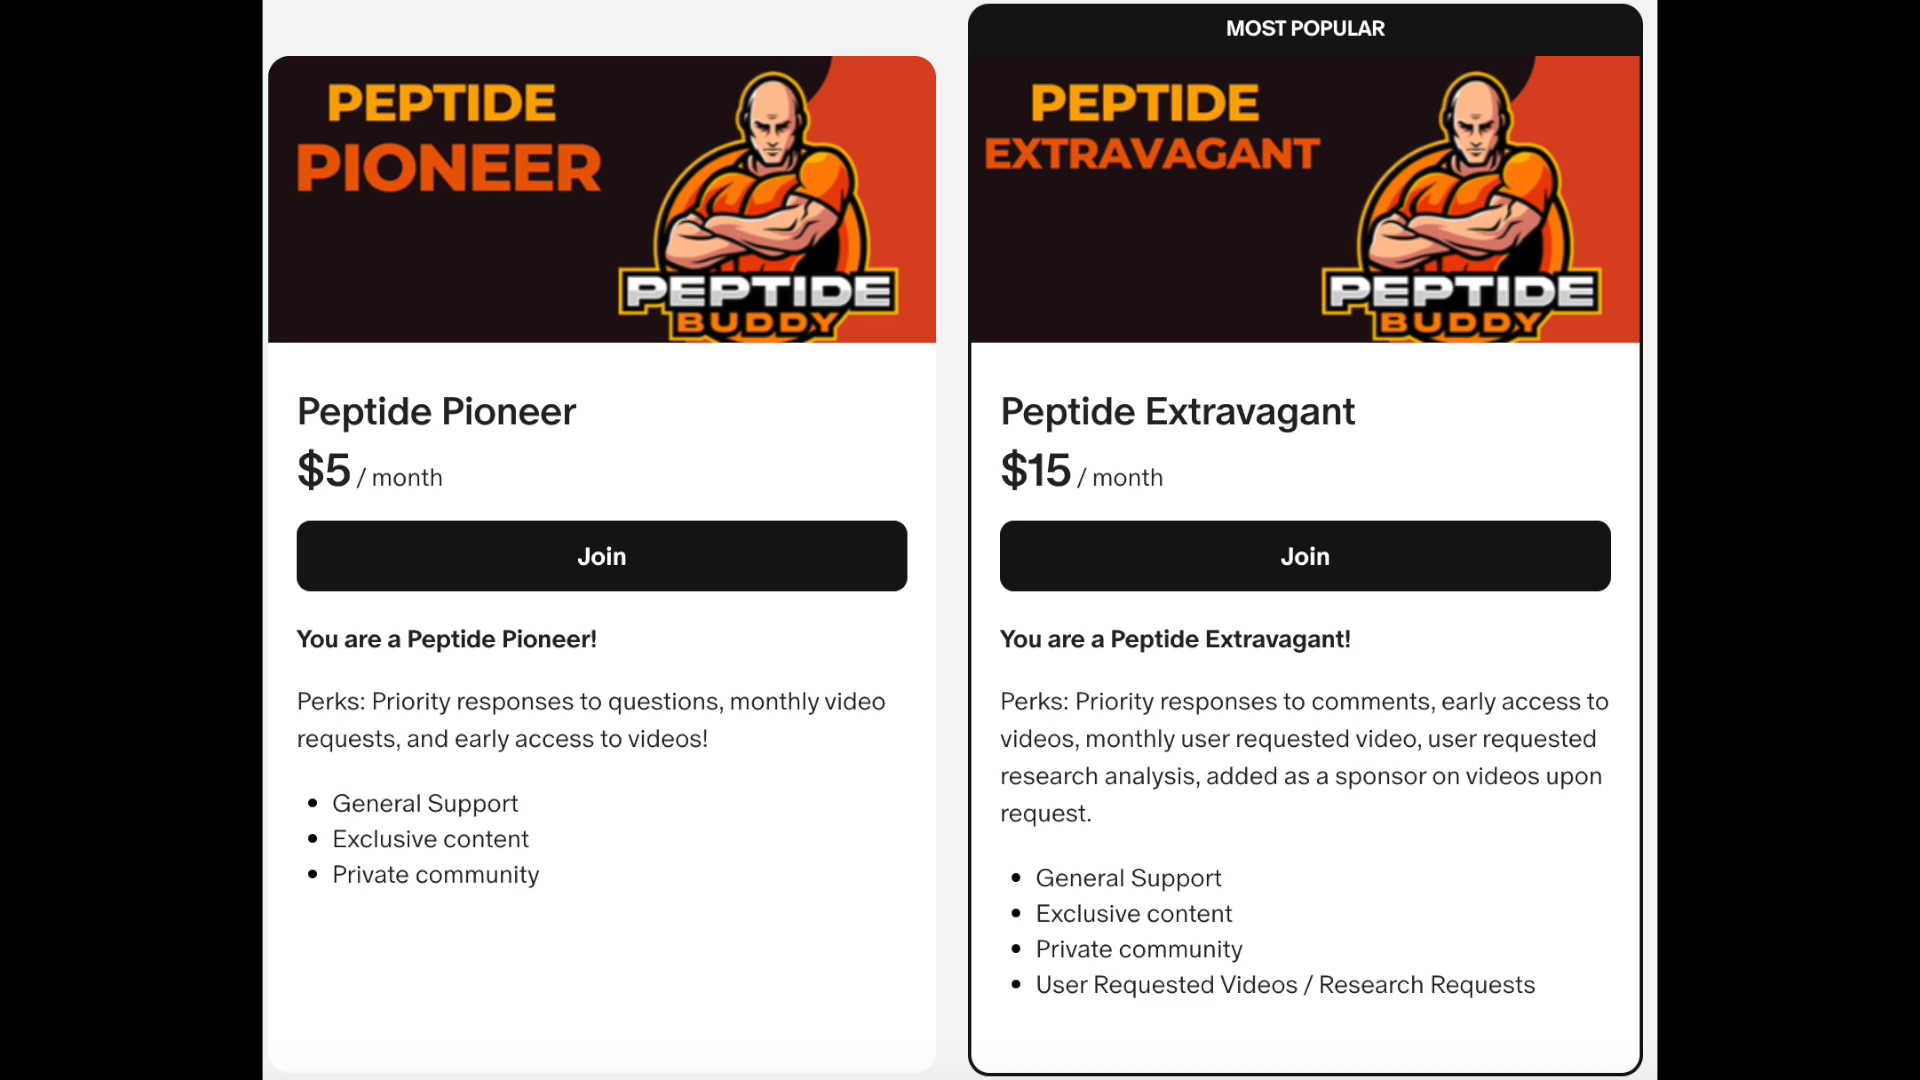 PEPTIDE
PIONEER
PEPTIDE
BUDDY
Peptide Pioneer
$5 / month
Join
You are a Peptide Pioneer!
Perks: Priority responses to questions, monthly video
requests, and early access to videos!
• General Support
• Exclusive content
• Private community
MOST POPULAR
PEPTIDE
EXTRAVAGANT
PEPTIDE
BUDDY
Peptide Extravagant
$15 / month
Join
You are a Peptide Extravagant!
Perks: Priority responses to comments, early access to
videos, monthly user requested video, user requested
research analysis, added as a sponsor on videos upon
request.
• General Support
• Exclusive content
• Private community
• User Requested Videos / Research Requests